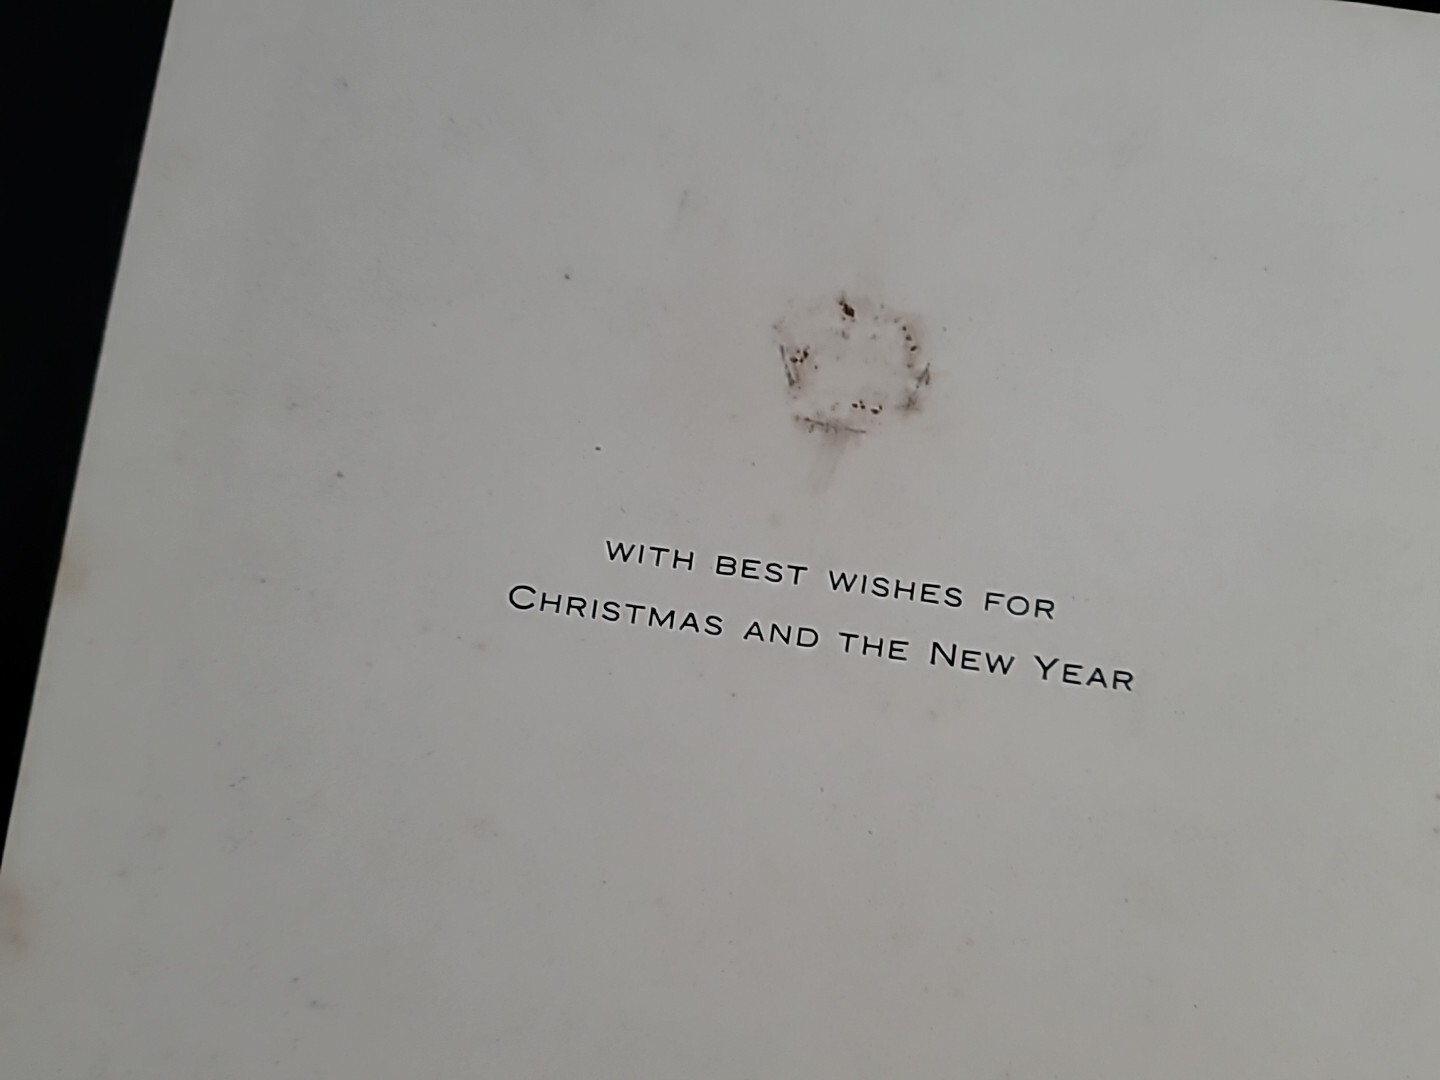 WITH BEST WISHES FOR
CHRISTMAS AND THE NEW YEAR